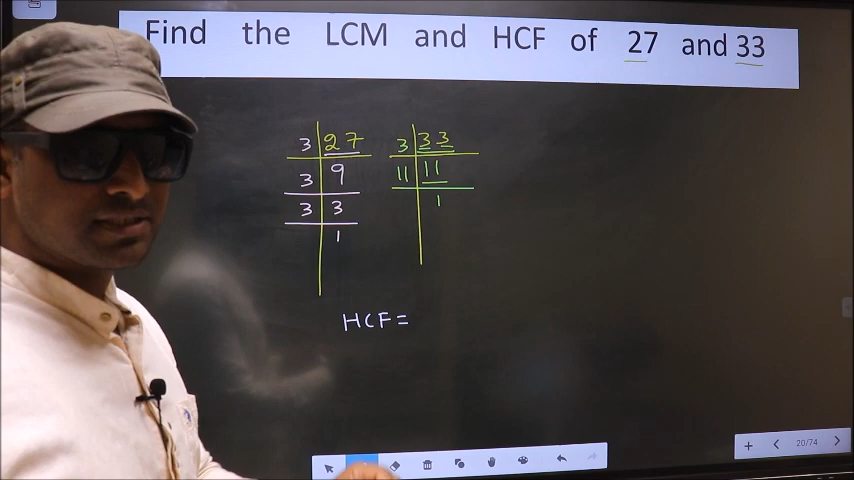 Find the LCM and HCF of 27 and 33
3 27 3 33
3 9 11 11
3 3 1
1
HCF =
20/74